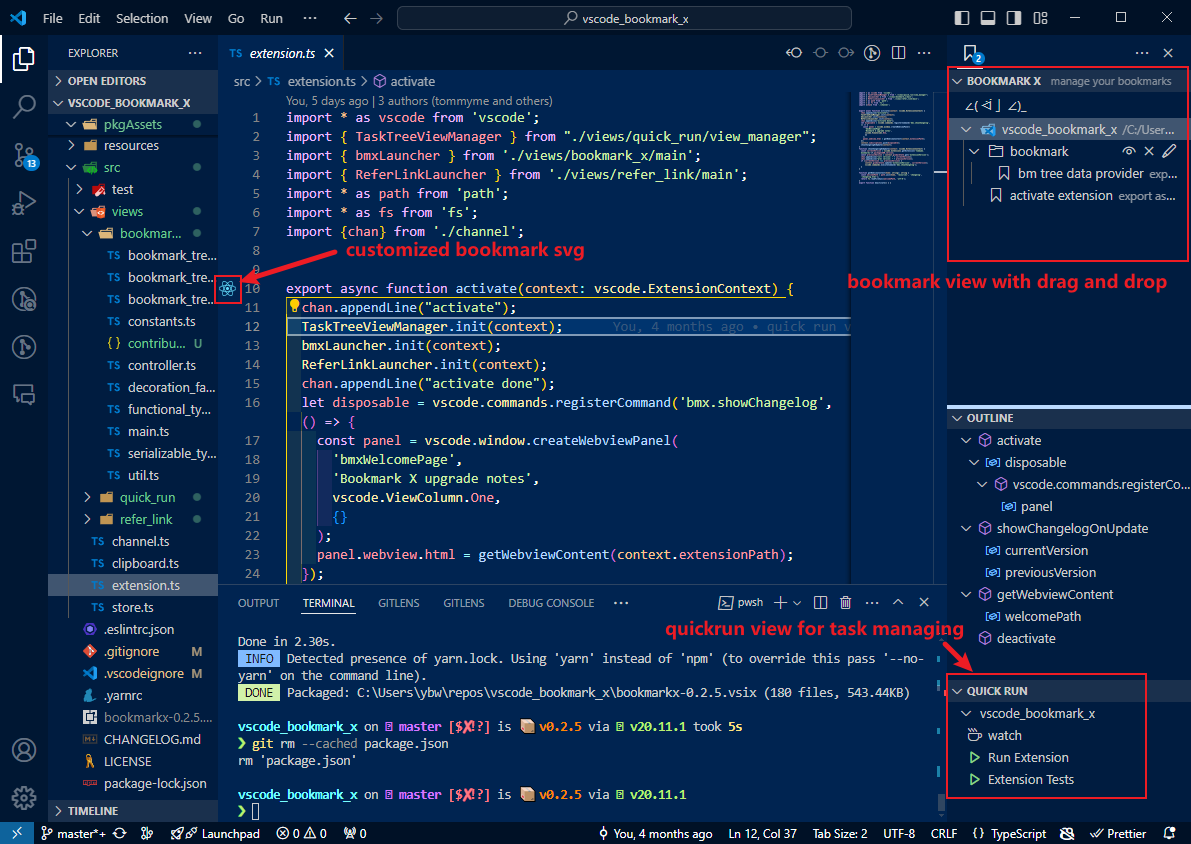 File Edit Selection View Go Run ··· vscode_bookmark_x
EXPLORER ···
OPEN EDITORS
VSCODE_BOOKMARK_X
pkgAssets
resources
src
test
views
bookmar...
TS bookmark_tre...
TS bookmark_tre...
TS bookmark_tre...
TS constants.ts
{} contribu... U
TS controller.ts
TS decoration_fa...
TS functional_ty...
TS main.ts
TS serializable_ty...
TS util.ts
quick_run
refer_link
TS channel.ts
TS clipboard.ts
TS extension.ts
TS store.ts
.eslintrc.json
.gitignore M
.vscodeignore M
.yarnrc
bookmarkx-0.2.5....
CHANGELOG.md
LICENSE
package-lock.json
TIMELINE
13
TS extension.ts
src > TS extension.ts > activate
You, 5 days ago | 3 authors (tommyme and others)
1 import * as vscode from 'vscode';
2 import { TaskTreeViewManager } from "./views/quick_run/view_manager";
3 import { bmxLauncher } from './views/bookmark_x/main';
4 import { ReferLinkLauncher } from './views/refer_link/main';
5 import * as path from 'path';
6 import * as fs from 'fs';
7 import {chan} from './channel';
8
customized bookmark svg
9
10 export async function activate(context: vscode.ExtensionContext) {
11 chan.appendLine("activate");
12 TaskTreeViewManager.init(context); You, 4 months ago • quick run v
13 bmxLauncher.init(context);
14 ReferLinkLauncher.init(context);
15 chan.appendLine("activate done");
16 let disposable = vscode.commands.registerCommand('bmx.showChangelog',
() => {
17 const panel = vscode.window.createWebviewPanel(
18 'bmxWelcomePage',
19 'Bookmark X upgrade notes',
20 vscode.ViewColumn.One,
21 {}
22 );
23 panel.webview.html = getWebviewContent(context.extensionPath);
24 });
OUTPUT TERMINAL GITLENS GITLENS DEBUG CONSOLE ··· pwsh
quickrun view for task managing
Done in 2.30s.
INFO Detected presence of yarn.lock. Using 'yarn' instead of 'npm' (to override this pass '--no-
yarn' on the command line).
DONE Packaged: C:\Users\ybw\repos\vscode_bookmark_x\bookmarkx-0.2.5.vsix (180 files, 543.44KB)
vscode_bookmark_x on master [$✘!?] is v0.2.5 via v20.11.1 took 5s
❯ git rm --cached package.json
rm 'package.json'
vscode_bookmark_x on master [$✘!?] is v0.2.5 via v20.11.1
❯
2
BOOKMARK X manage your bookmarks
vscode_bookmark_x /C:/User...
bookmark
bm tree data provider exp...
activate extension export as...
bookmark view with drag and drop
OUTLINE
activate
disposable
vscode.commands.registerCo...
panel
showChangelogOnUpdate
currentVersion
previousVersion
getWebviewContent
welcomePath
deactivate
QUICK RUN
vscode_bookmark_x
watch
Run Extension
Extension Tests
master*+ Launchpad 0 0 0 You, 4 months ago Ln 12, Col 37 Tab Size: 2 UTF-8 CRLF {} TypeScript Prettier